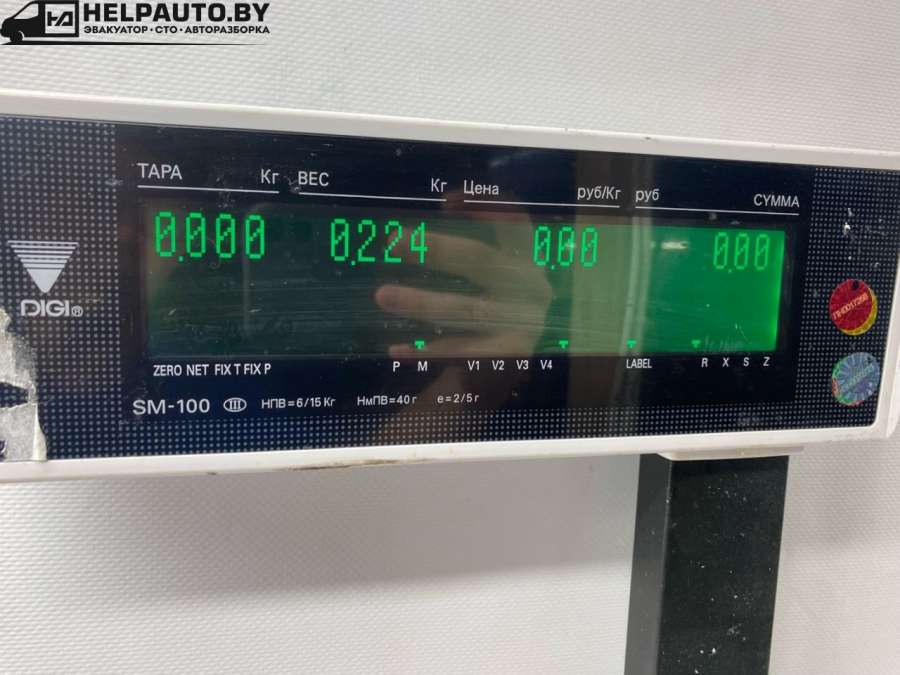 HELPAUTO.BY
ЭВАКУАТОР · СТО · АВТОРАЗБОРКА
ТАРА Кг ВЕС Кг Цена руб/Кг руб СУММА
0.000 0.224 0.00 0.00
ZERO NET FIX T FIX P P M V1 V2 V3 V4 LABEL R X S Z
DIGI®
SM-100 III НПВ=6/15 Кг НмПВ=40 г e=2/5 г